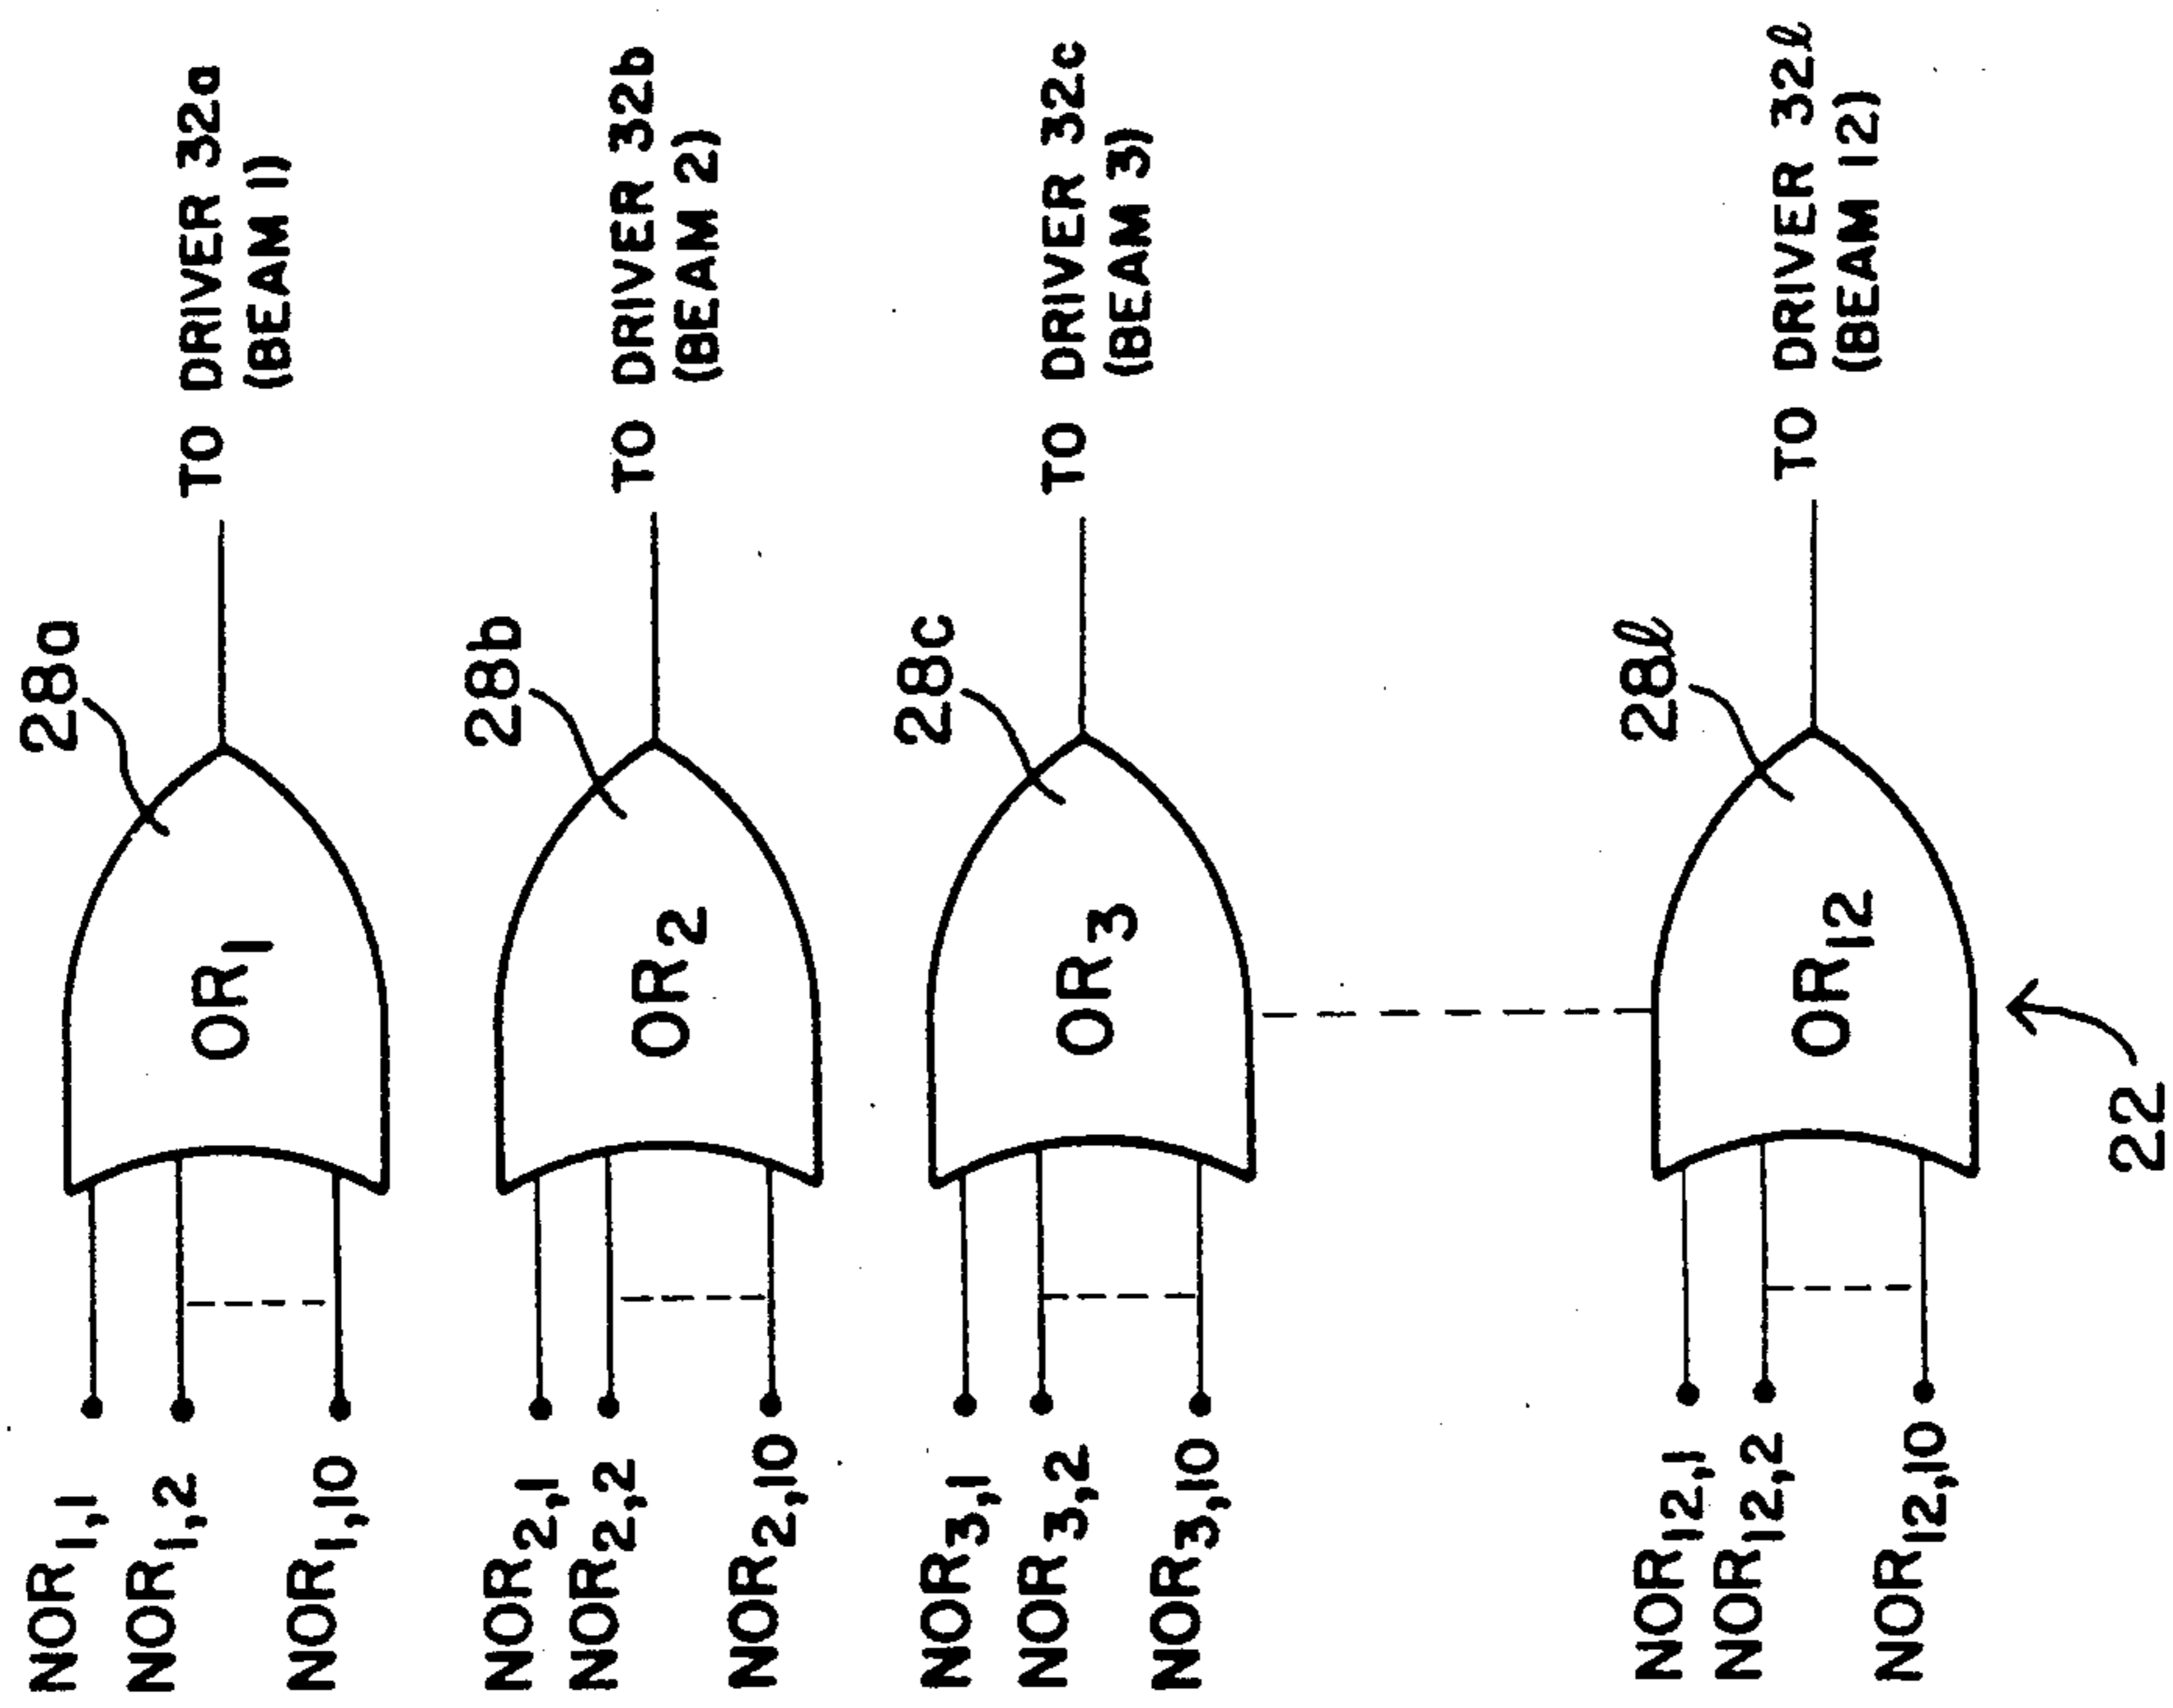 28a
NOR1,1
NOR1,2
NOR1,10
OR1
TO DRIVER 32a
(BEAM 1)
28b
NOR2,1
NOR2,2
NOR2,10
OR2
TO DRIVER 32b
(BEAM 2)
28c
NOR3,1
NOR3,2
NOR3,10
OR3
TO DRIVER 32c
(BEAM 3)
28ℓ
NOR12,1
NOR12,2
NOR12,10
OR12
TO DRIVER 32ℓ
(BEAM 12)
22